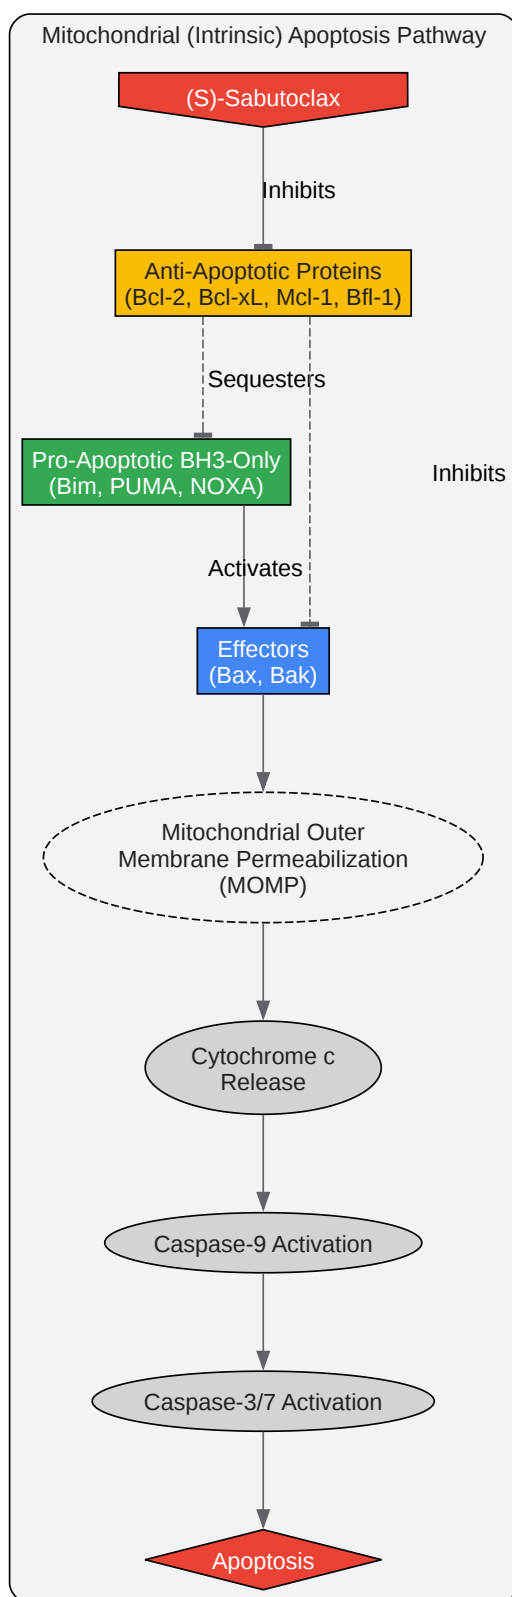 Mitochondrial (Intrinsic) Apoptosis Pathway
(S)-Sabutoclax
Inhibits
Anti-Apoptotic Proteins
(Bcl-2, Bcl-xL, Mcl-1, Bfl-1)
Sequesters
Pro-Apoptotic BH3-Only
(Bim, PUMA, NOXA)
Inhibits
Activates
Effectors
(Bax, Bak)
Mitochondrial Outer
Membrane Permeabilization
(MOMP)
Cytochrome c
Release
Caspase-9 Activation
Caspase-3/7 Activation
Apoptosis